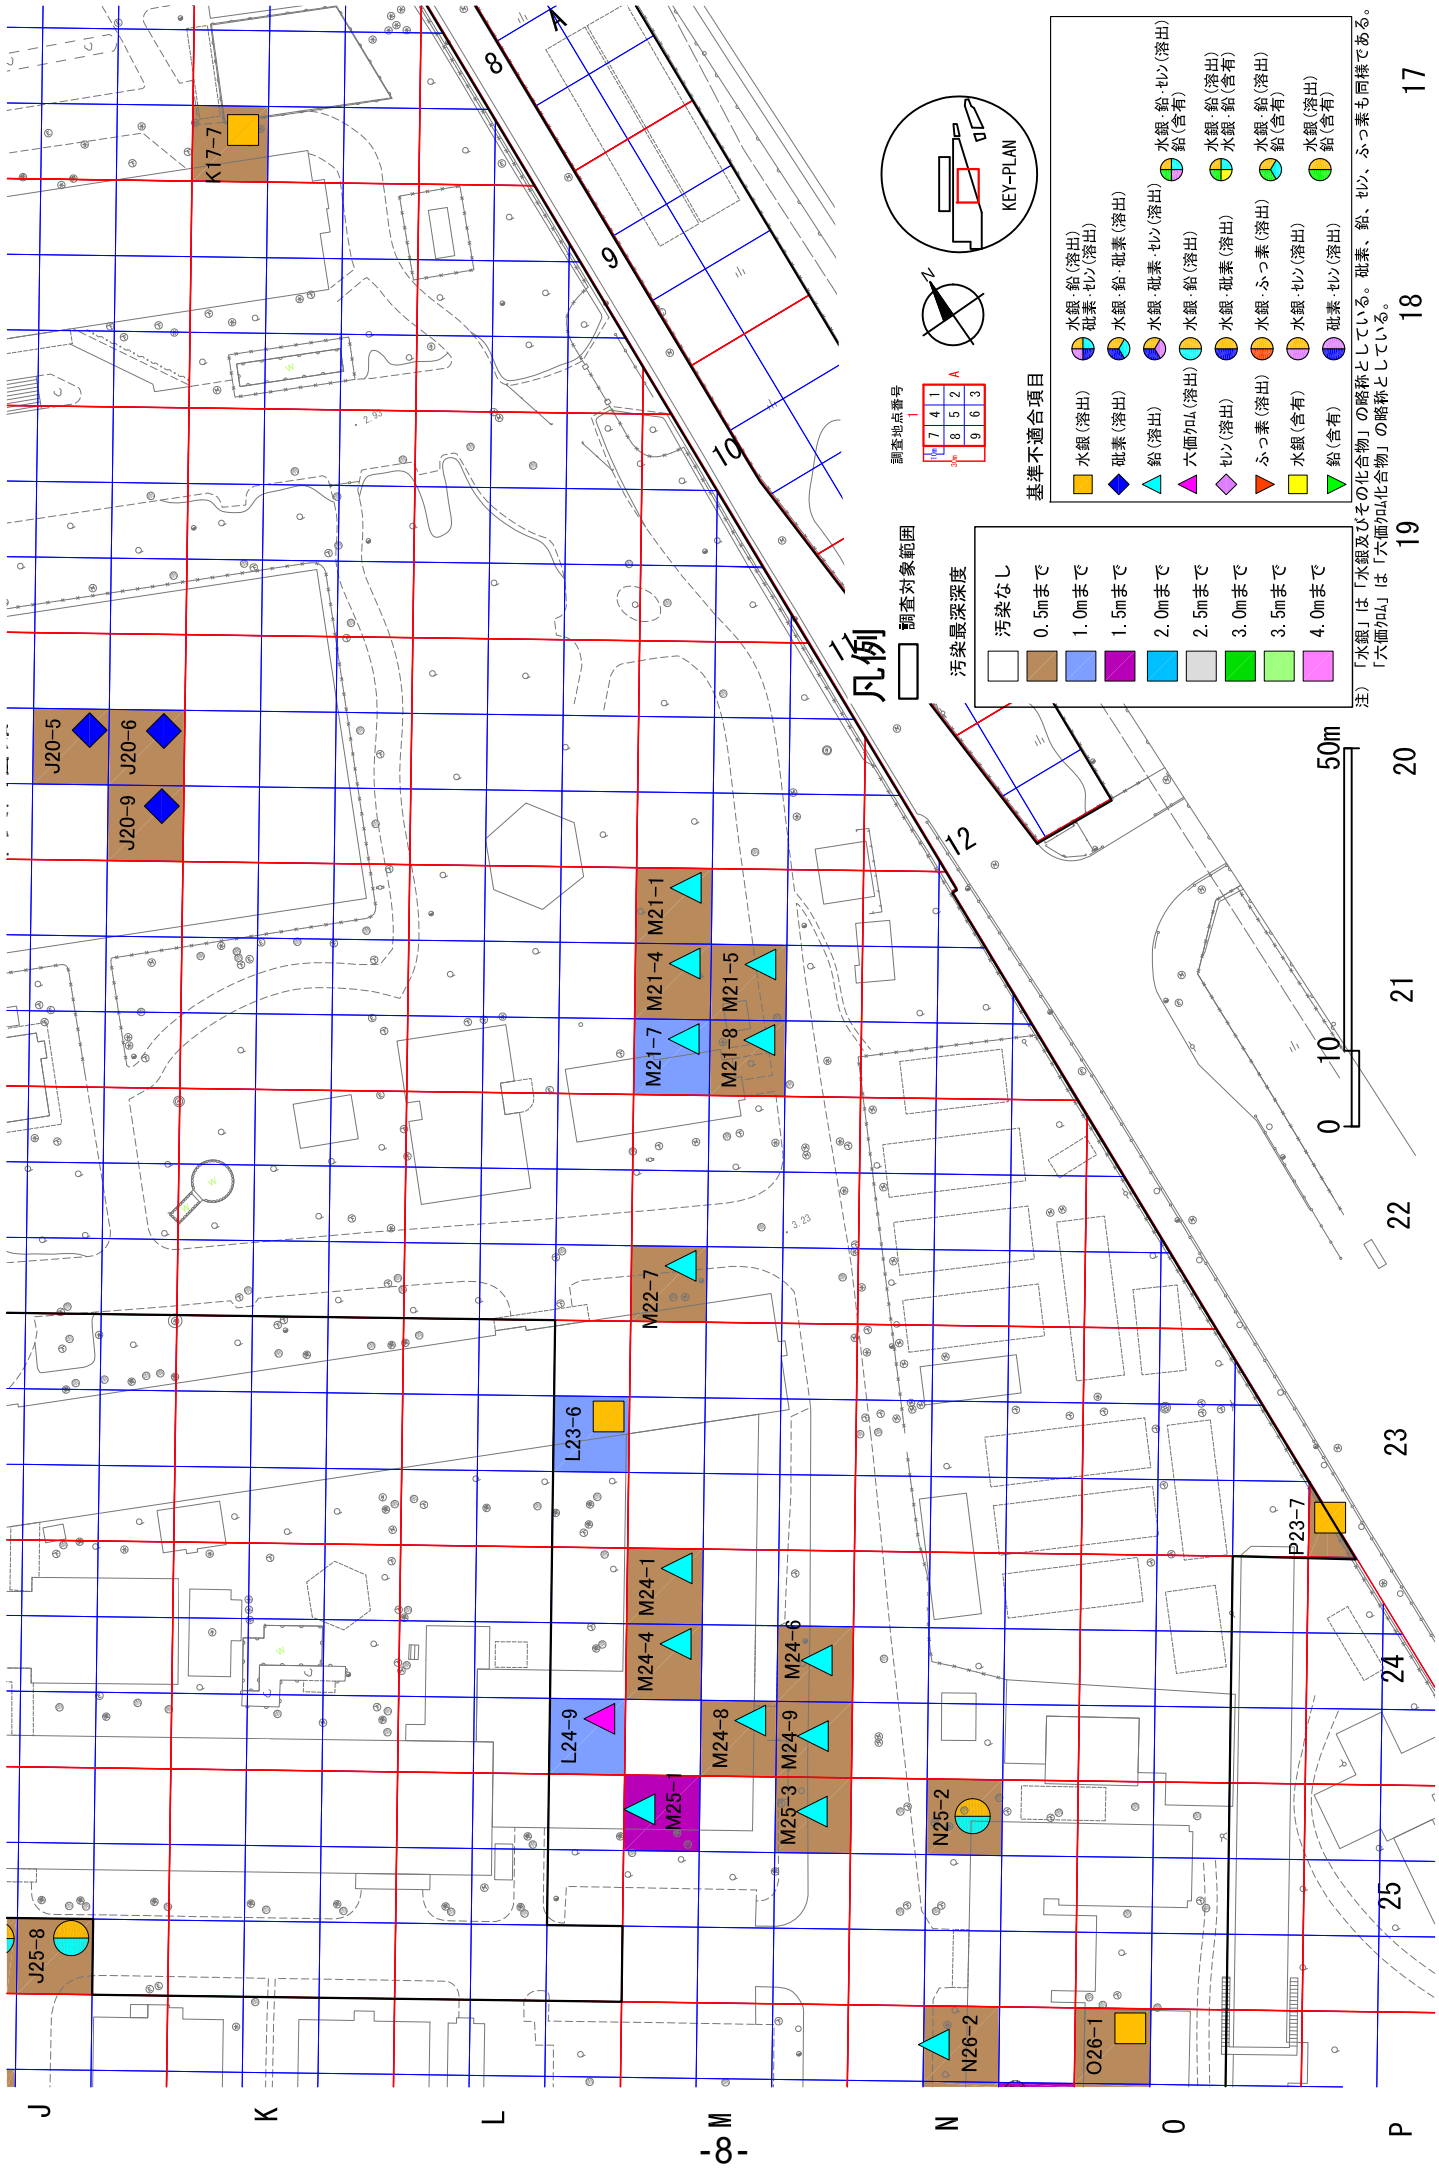 J20-5
J20-6
J20-9
K17-7
M21-1
M21-4
M21-5
M21-7
M21-8
M22-7
L23-6
P23-7
M24-1
M24-4
M24-6
L24-9
M24-8
M24-9
M25-1
M25-3
N25-2
J25-8
N26-2
O26-1
2.93
3.23
W
W
W
W
8
9
10
11
12
A
J
K
L
M
N
O
P
17
18
19
20
21
22
23
24
25
0
10
50m
N
KEY-PLAN
調査地点番号
1
A
7 4 1
8 5 2
9 6 3
10m
30m
凡例
調査対象範囲
汚染最深深度
汚染なし
0.5mまで
1.0mまで
1.5mまで
2.0mまで
2.5mまで
3.0mまで
3.5mまで
4.0mまで
基準不適合項目
水銀(溶出)
砒素(溶出)
鉛(溶出)
六価クロム(溶出)
セレン(溶出)
ふっ素(溶出)
水銀(含有)
鉛(含有)
水銀・鉛(溶出)
砒素・セレン(溶出)
水銀・鉛・砒素(溶出)
水銀・砒素・セレン(溶出)
水銀・鉛(溶出)
水銀・砒素(溶出)
水銀・ふっ素(溶出)
水銀・セレン(溶出)
砒素・セレン(溶出)
水銀・鉛・セレン(溶出)
鉛(含有)
水銀・鉛(溶出)
水銀・鉛(含有)
水銀・鉛(溶出)
鉛(含有)
水銀(溶出)
鉛(含有)
注)「水銀」は「水銀及びその化合物」の略称としている。砒素、鉛、セレン、ふっ素も同様である。
「六価クロム」は「六価クロム化合物」の略称としている。
-8-